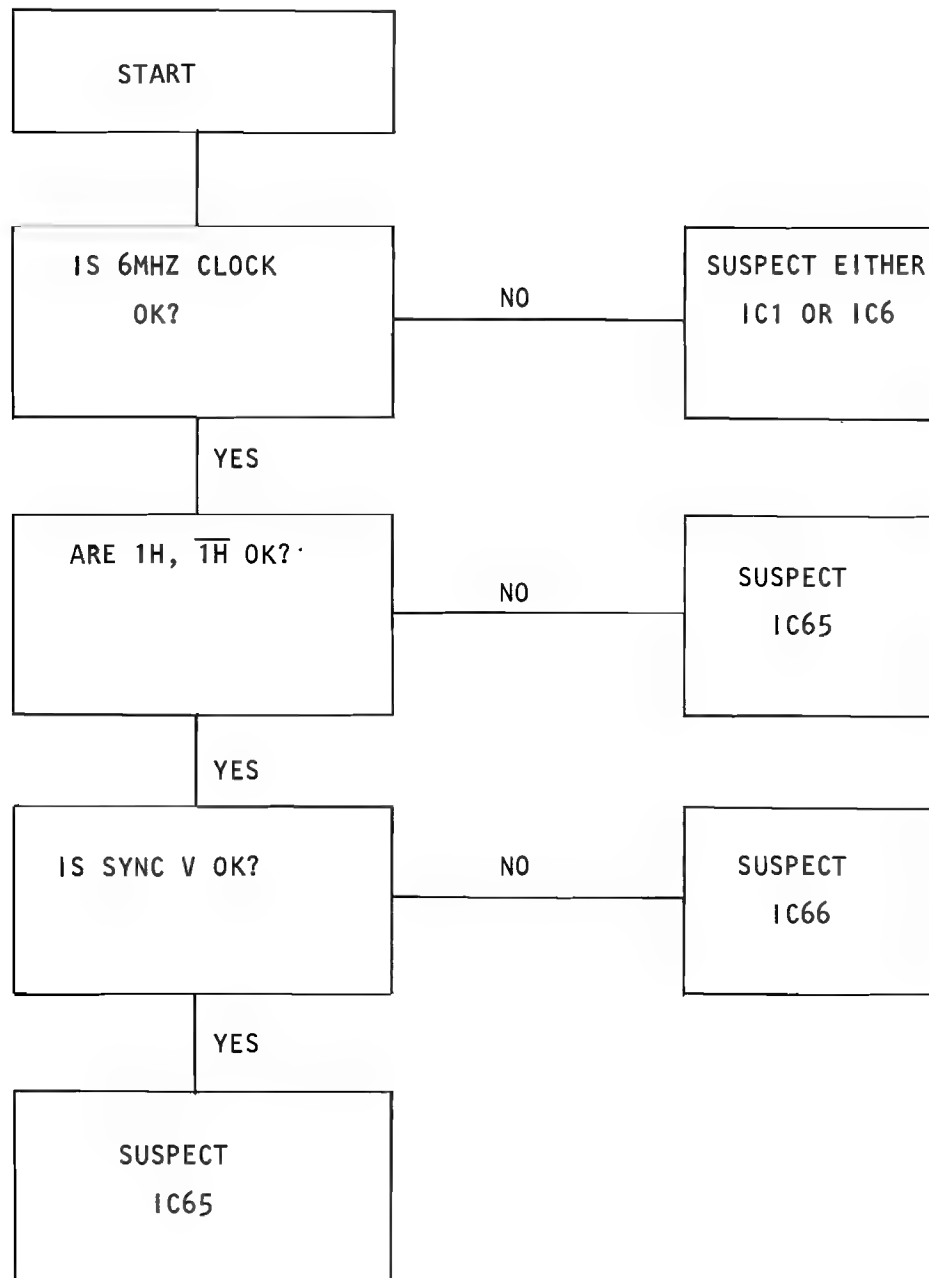 START
IS 6MHZ CLOCK
OK?
NO
SUSPECT EITHER
IC1 OR IC6
YES
ARE 1H, 1̅H̅ OK?
NO
SUSPECT
IC65
YES
IS SYNC V OK?
NO
SUSPECT
IC66
YES
SUSPECT
IC65